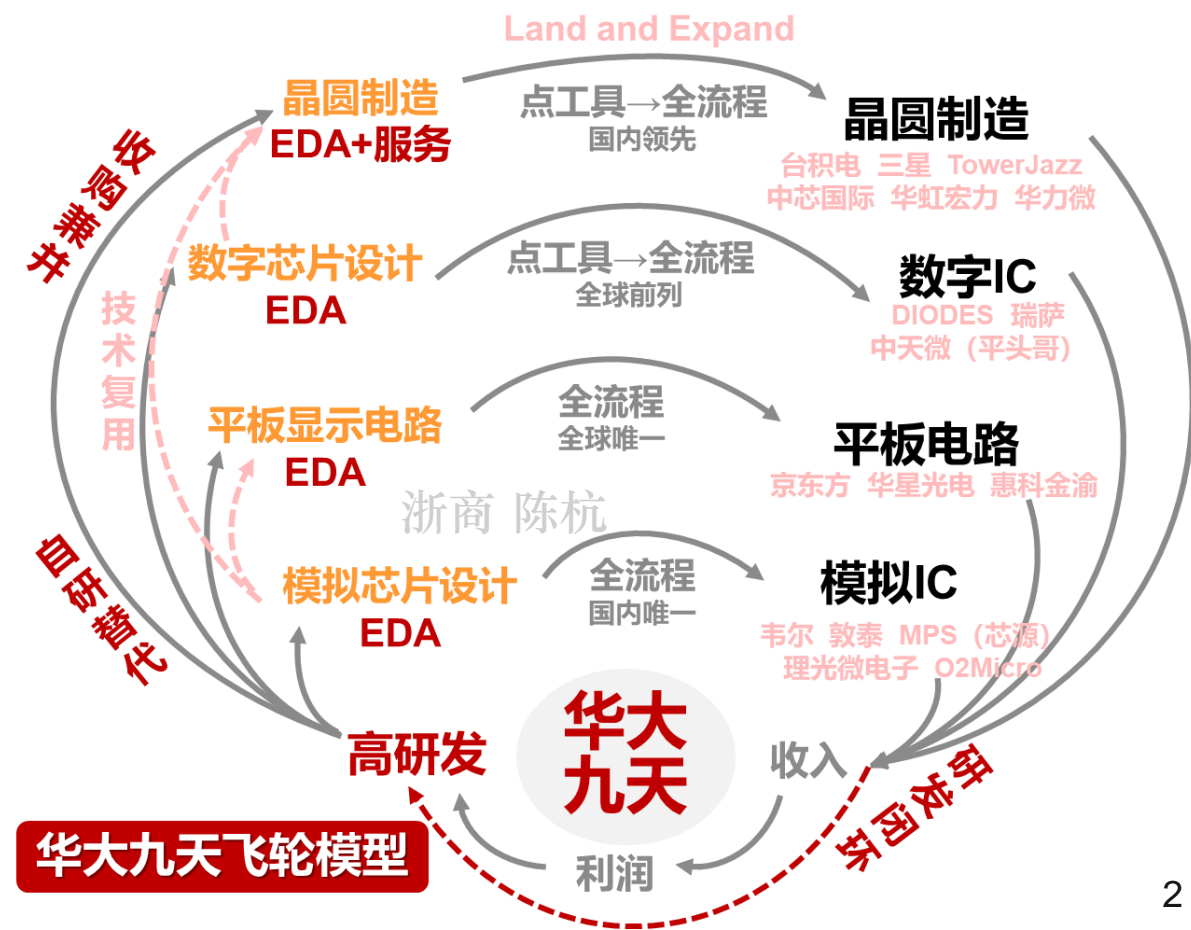 Land and Expand
晶圆制造
EDA+服务
点工具→全流程
国内领先
晶圆制造
台积电 三星 TowerJazz
中芯国际 华虹宏力 华力微
收购兼并
数字芯片设计
EDA
点工具→全流程
全球前列
数字IC
DIODES 瑞萨
中天微（平头哥）
技术复用
平板显示电路
EDA
全流程
全球唯一
平板电路
京东方 华星光电 惠科金渝
浙商 陈杭
自研替代
模拟芯片设计
EDA
全流程
国内唯一
模拟IC
韦尔 敦泰 MPS（芯源）
理光微电子 O2Micro
高研发
华大
九天
收入
研发闭环
利润
华大九天飞轮模型
2